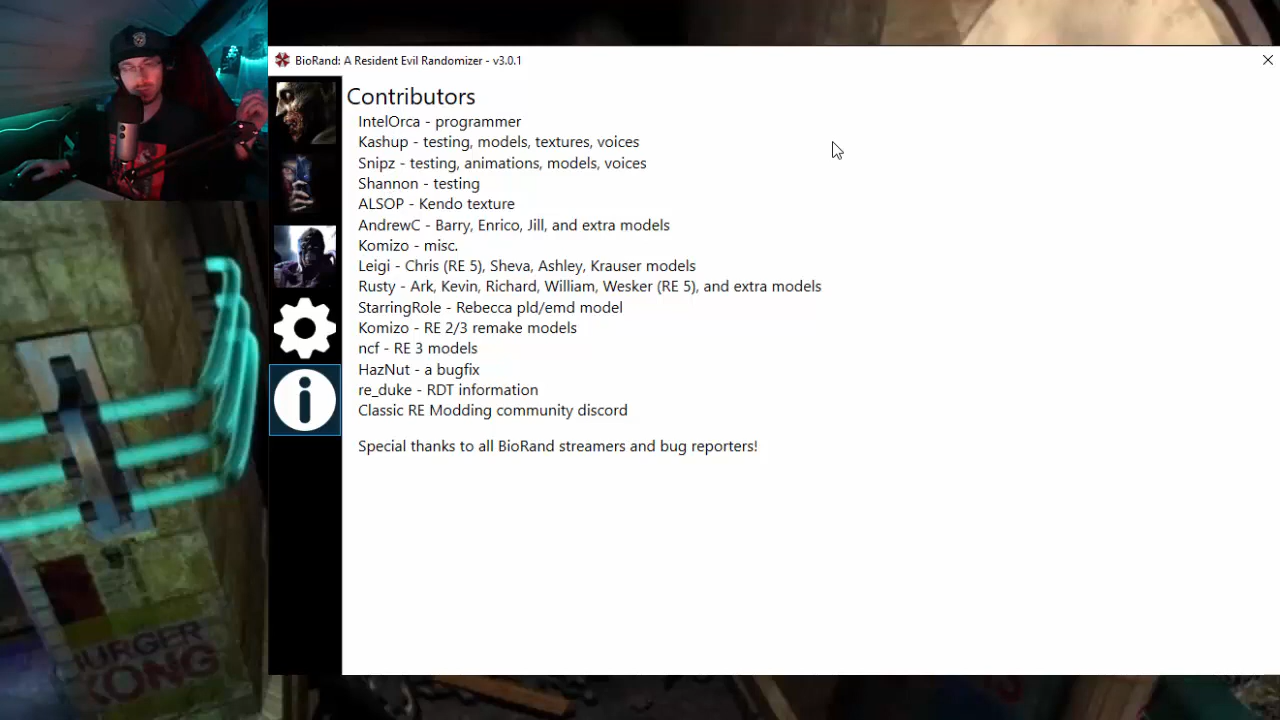 BioRand: A Resident Evil Randomizer - v3.0.1
Contributors
IntelOrca - programmer
Kashup - testing, models, textures, voices
Snipz - testing, animations, models, voices
Shannon - testing
ALSOP - Kendo texture
AndrewC - Barry, Enrico, Jill, and extra models
Komizo - misc.
Leigi - Chris (RE 5), Sheva, Ashley, Krauser models
Rusty - Ark, Kevin, Richard, William, Wesker (RE 5), and extra models
StarringRole - Rebecca pld/emd model
Komizo - RE 2/3 remake models
ncf - RE 3 models
HazNut - a bugfix
re_duke - RDT information
Classic RE Modding community discord
Special thanks to all BioRand streamers and bug reporters!
BURGER
KONG